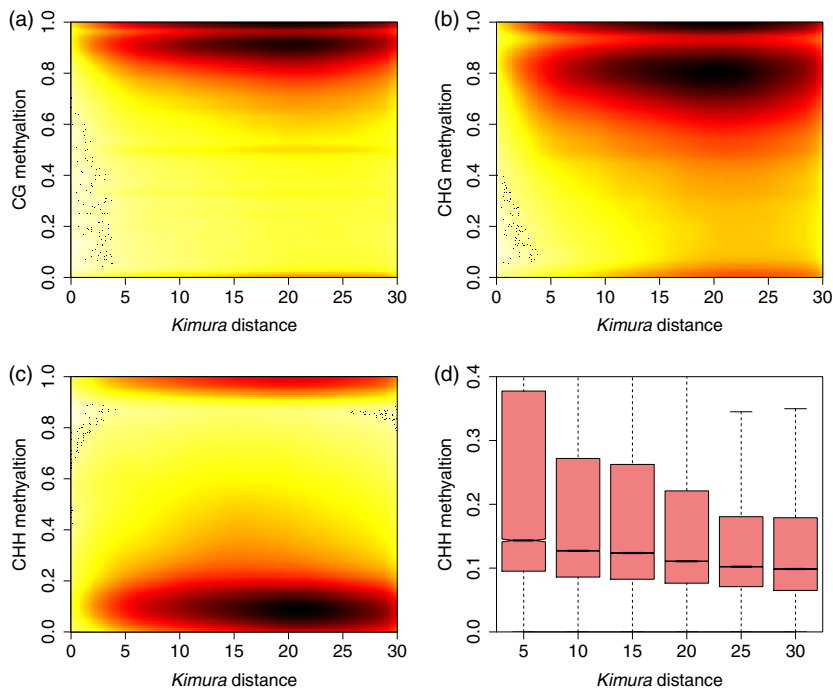 (a)
CG methyaltion
0.0 0.2 0.4 0.6 0.8 1.0
0 5 10 15 20 25 30
Kimura distance
(b)
CHG methyaltion
0.0 0.2 0.4 0.6 0.8 1.0
0 5 10 15 20 25 30
Kimura distance
(c)
CHH methyaltion
0.0 0.2 0.4 0.6 0.8 1.0
0 5 10 15 20 25 30
Kimura distance
(d)
CHH methyaltion
0.0 0.1 0.2 0.3 0.4
5 10 15 20 25 30
Kimura distance